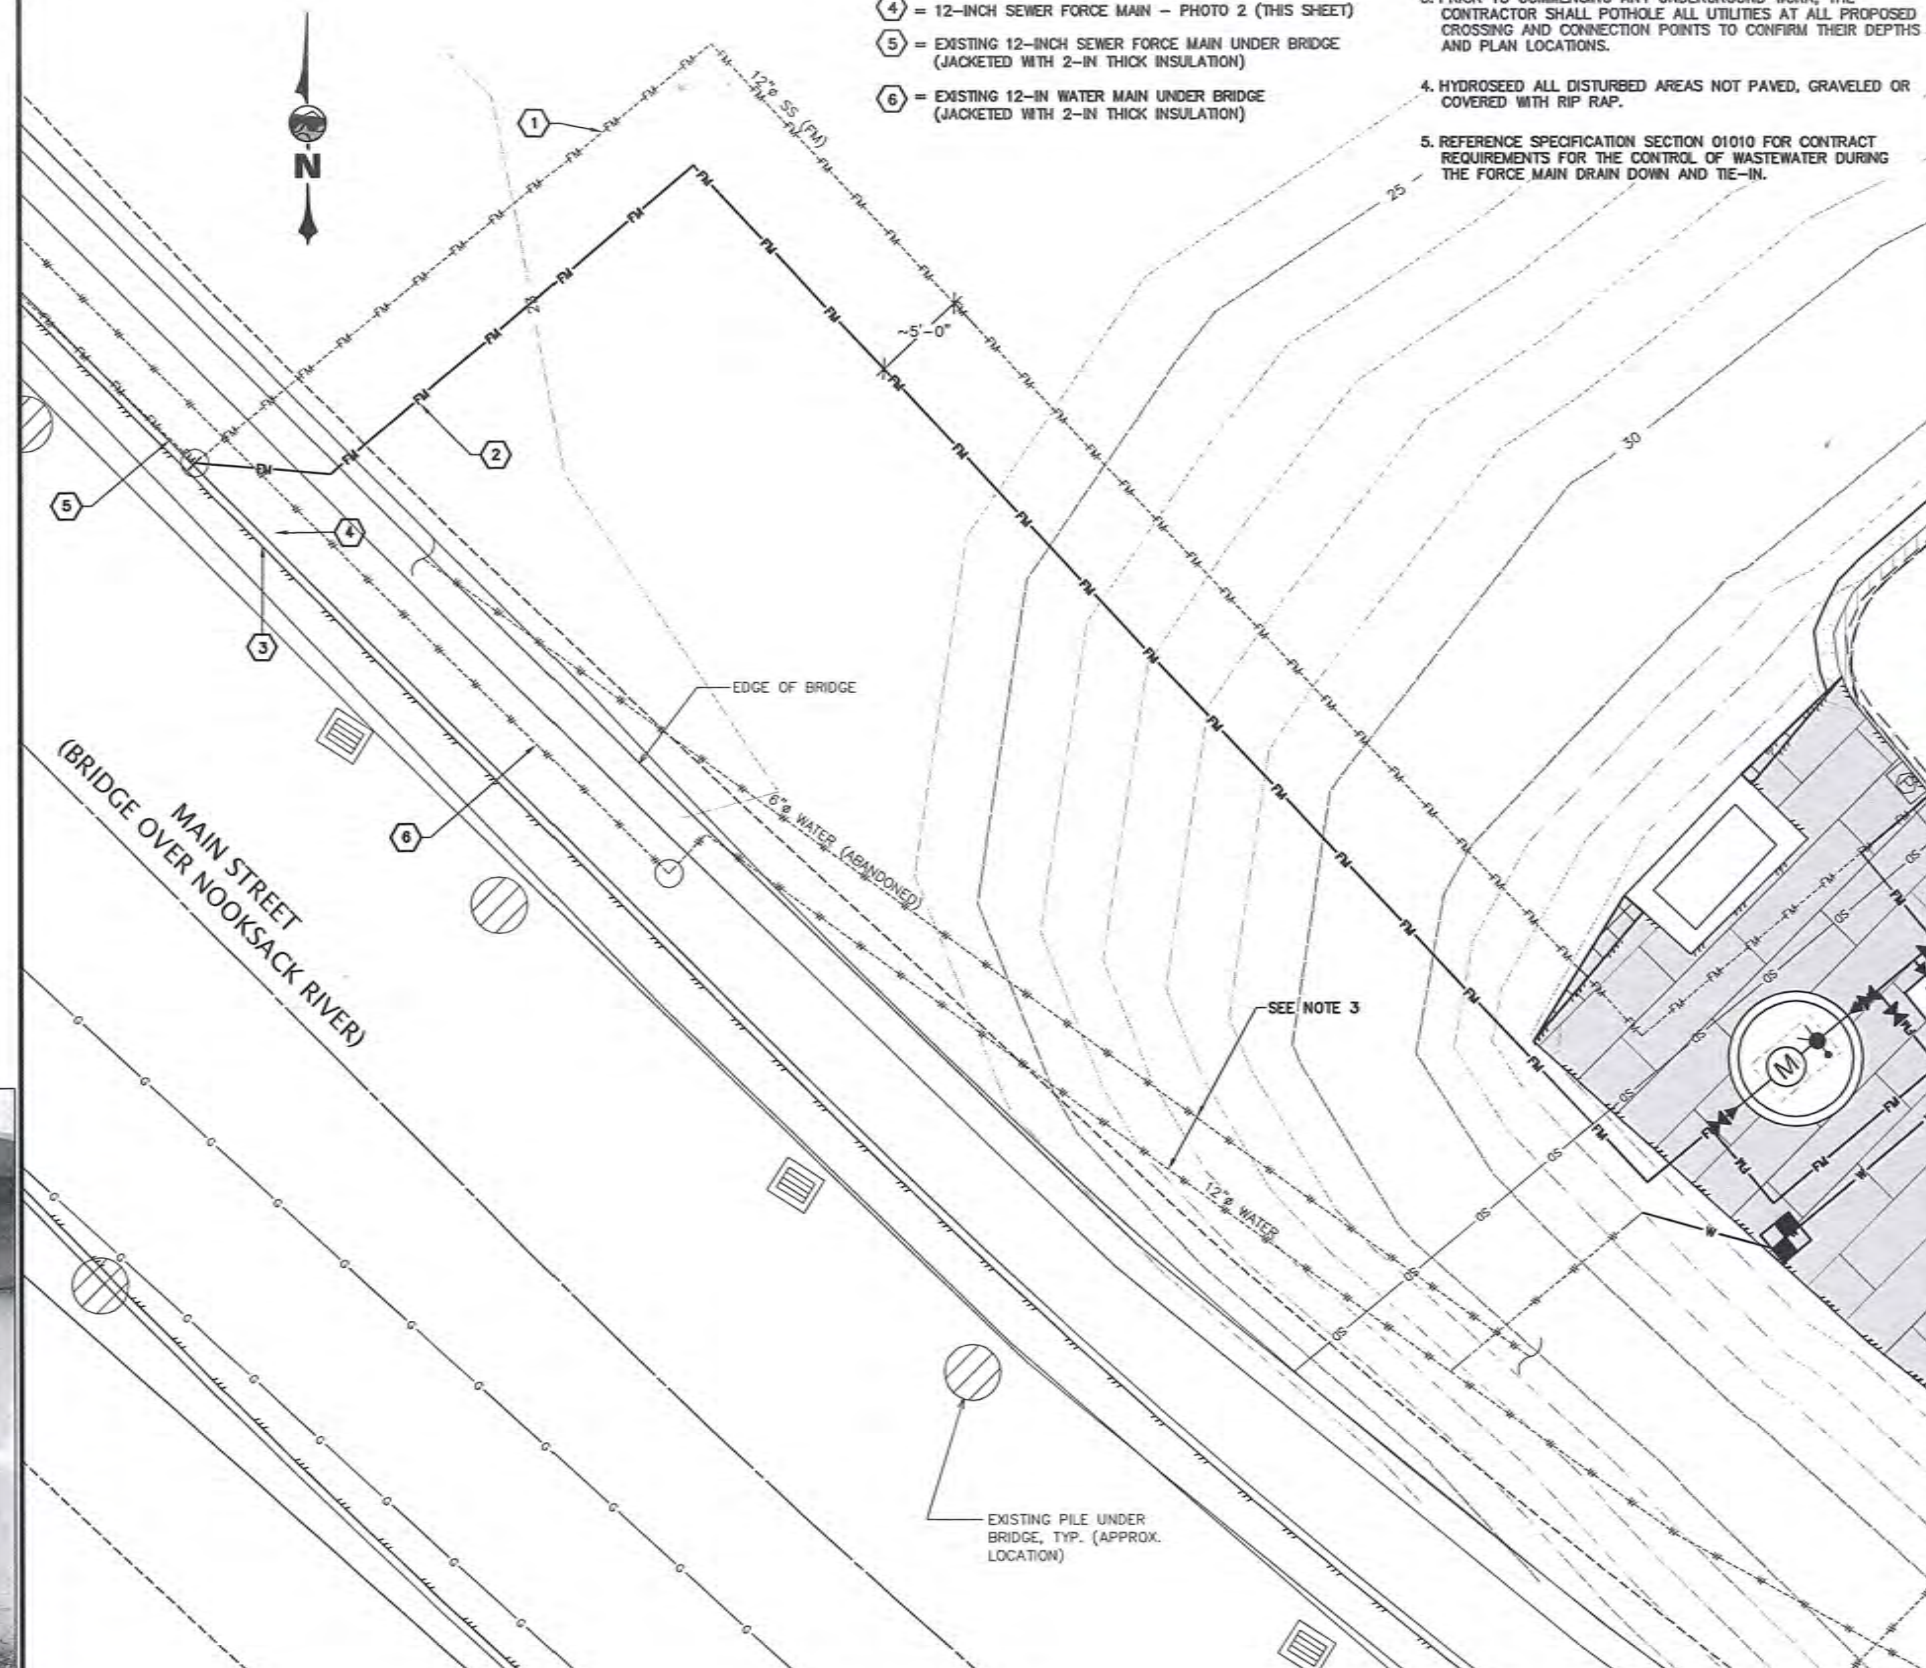 4 = 12-INCH SEWER FORCE MAIN - PHOTO 2 (THIS SHEET)
5 = EXISTING 12-INCH SEWER FORCE MAIN UNDER BRIDGE
(JACKETED WITH 2-IN THICK INSULATION)
6 = EXISTING 12-IN WATER MAIN UNDER BRIDGE
(JACKETED WITH 2-IN THICK INSULATION)
CONTRACTOR SHALL POTHOLE ALL UTILITIES AT ALL PROPOSED
CROSSING AND CONNECTION POINTS TO CONFIRM THEIR DEPTHS
AND PLAN LOCATIONS.
4. HYDROSEED ALL DISTURBED AREAS NOT PAVED, GRAVELED OR
COVERED WITH RIP RAP.
5. REFERENCE SPECIFICATION SECTION 01010 FOR CONTRACT
REQUIREMENTS FOR THE CONTROL OF WASTEWATER DURING
THE FORCE MAIN DRAIN DOWN AND TIE-IN.
N
1
12"ø SS (FM)
25
~5'-0"
30
2
5
4
3
EDGE OF BRIDGE
6
6"ø WATER (ABANDONED)
MAIN STREET
(BRIDGE OVER NOOKSACK RIVER)
SEE NOTE 3
M
12"ø WATER
EXISTING PILE UNDER
BRIDGE, TYP. (APPROX.
LOCATION)
FM
W
SD
G